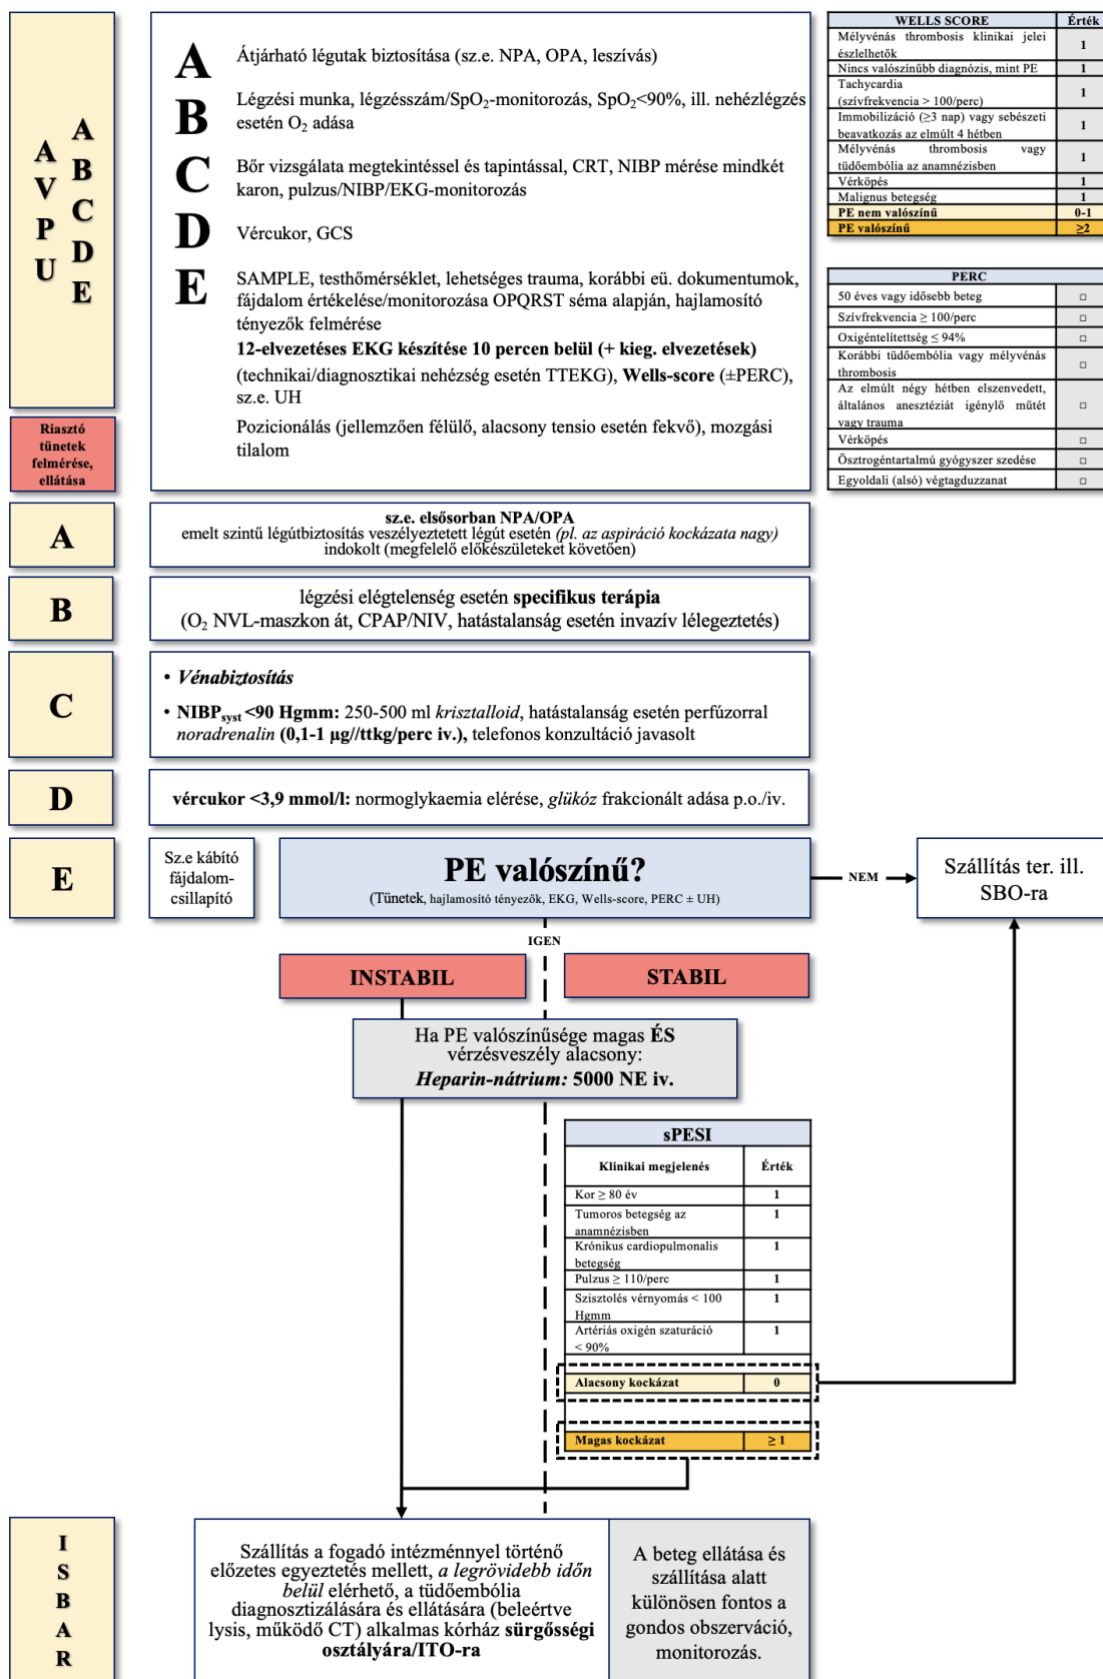 A
V
P
U
A
B
C
D
E
Riasztó
tünetek
felmérése,
ellátása
A
Átjárható légutak biztosítása (sz.e. NPA, OPA, leszívás)
B
Légzési munka, légzésszám/SpO2-monitorozás, SpO2<90%, ill. nehézlégzés
esetén O2 adása
C
Bőr vizsgálata megtekintéssel és tapintással, CRT, NIBP mérése mindkét
karon, pulzus/NIBP/EKG-monitorozás
D
Vércukor, GCS
E
SAMPLE, testhőmérséklet, lehetséges trauma, korábbi eü. dokumentumok,
fájdalom értékelése/monitorozása OPQRST séma alapján, hajlamosító
tényezők felmérése
12-elvezetéses EKG készítése 10 percen belül (+ kieg. elvezetések)
(technikai/diagnosztikai nehézség esetén TTEKG), Wells-score (±PERC),
sz.e. UH
Pozicionálás (jellemzően félülő, alacsony tensio esetén fekvő), mozgási
tilalom
WELLS SCORE Érték
Mélyvénás thrombosis klinikai jelei
észlelhetők 1
Nincs valószínűbb diagnózis, mint PE 1
Tachycardia
(szívfrekvencia > 100/perc) 1
Immobilizáció (≥3 nap) vagy sebészeti
beavatkozás az elmúlt 4 hétben 1
Mélyvénás thrombosis vagy
tüdőembólia az anamnézisben 1
Vérköpés 1
Malignus betegség 1
PE nem valószínű 0-1
PE valószínű ≥2
PERC
50 éves vagy idősebb beteg □
Szívfrekvencia ≥ 100/perc □
Oxigéntelítettség ≤ 94% □
Korábbi tüdőembólia vagy mélyvénás
thrombosis □
Az elmúlt négy hétben elszenvedett,
általános anesztéziát igénylő műtét
vagy trauma □
Vérköpés □
Ösztrogéntartalmú gyógyszer szedése □
Egyoldali (alsó) végtagduzzanat □
A
sz.e. elsősorban NPA/OPA
emelt szintű légútbiztosítás veszélyeztetett légút esetén (pl. az aspiráció kockázata nagy)
indokolt (megfelelő előkészületeket követően)
B
légzési elégtelenség esetén specifikus terápia
(O2 NVL-maszkon át, CPAP/NIV, hatástalanság esetén invazív lélegeztetés)
C
• Vénabiztosítás
• NIBPsyst <90 Hgmm: 250-500 ml krisztalloid, hatástalanság esetén perfúzorral
noradrenalin (0,1-1 µg//ttkg/perc iv.), telefonos konzultáció javasolt
D
vércukor <3,9 mmol/l: normoglykaemia elérése, glükóz frakcionált adása p.o./iv.
E
Sz.e kábító
fájdalom-
csillapító
PE valószínű?
(Tünetek, hajlamosító tényezők, EKG, Wells-score, PERC ± UH)
NEM
Szállítás ter. ill.
SBO-ra
IGEN
INSTABIL
STABIL
Ha PE valószínűsége magas ÉS
vérzésveszély alacsony:
Heparin-nátrium: 5000 NE iv.
sPESI
Klinikai megjelenés Érték
Kor ≥ 80 év 1
Tumoros betegség az
anamnézisben 1
Krónikus cardiopulmonalis
betegség 1
Pulzus ≥ 110/perc 1
Szisztolés vérnyomás < 100
Hgmm 1
Artériás oxigén szaturáció
< 90% 1
Alacsony kockázat 0
Magas kockázat ≥ 1
I
S
B
A
R
Szállítás a fogadó intézménnyel történő
előzetes egyeztetés mellett, a legrövidebb időn
belül elérhető, a tüdőembólia
diagnosztizálására és ellátására (beleértve
lysis, működő CT) alkalmas kórház sürgősségi
osztályára/ITO-ra
A beteg ellátása és
szállítása alatt
különösen fontos a
gondos obszerváció,
monitorozás.